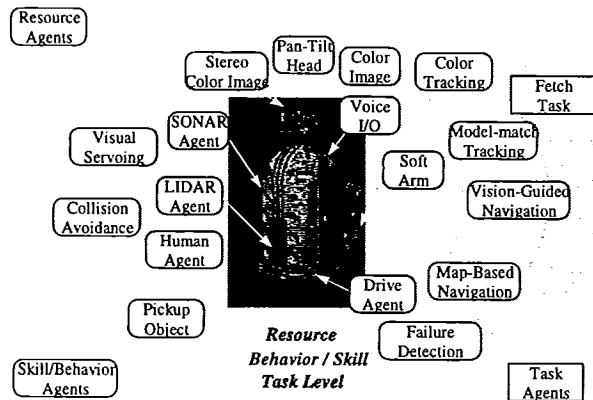 Resource
Agents
Pan-Tilt
Head
Stereo
Color Image
Color
Image
Color
Tracking
Fetch
Task
SONAR
Agent
Voice
I/O
Visual
Servoing
Model-match
Tracking
Soft
Arm
LIDAR
Agent
Vision-Guided
Navigation
Collision
Avoidance
Human
Agent
Map-Based
Navigation
Drive
Agent
Pickup
Object
Failure
Detection
Resource
Behavior / Skill
Task Level
Skill/Behavior
Agents
Task
Agents